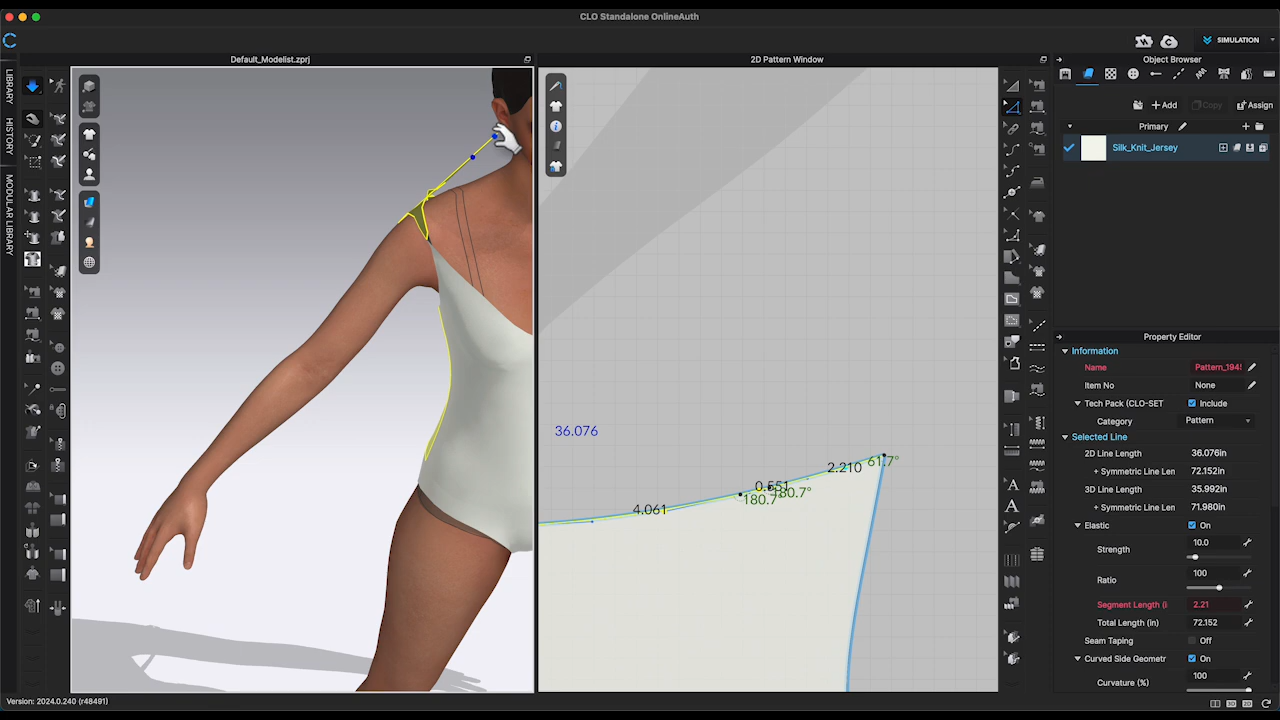 CLO Standalone OnlineAuth
SIMULATION
Default_Modelist.zprj
2D Pattern Window
Object Browser
LIBRARY
HISTORY
MODULAR LIBRARY
+ Add
Copy
Assign
Primary
Silk_Knit_Jersey
36.076
4.061
0.551
180.7°
180.7°
2.210
61.7°
Property Editor
Information
Name
Pattern_194
Item No
None
Tech Pack (CLO-SET
Include
Category
Pattern
Selected Line
2D Line Length
36.076in
+ Symmetric Line Len
72.152in
3D Line Length
35.992in
+ Symmetric Line Len
71.980in
Elastic
On
Strength
10.0
Ratio
100
Segment Length (i
2.21
Total Length (in)
72.152
Seam Taping
Off
Curved Side Geometr
On
Curvature (%)
100
Version: 2024.0.240 (r48491)
3D
2D